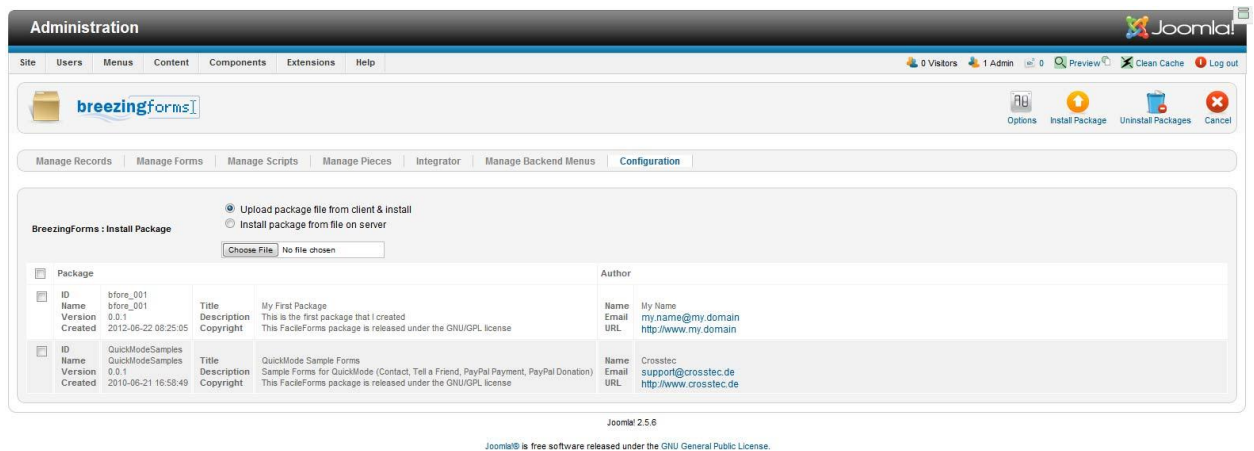 Administration
Joomla!
Site Users Menus Content Components Extensions Help
0 Visitors 1 Admin 0 Preview Clean Cache Log out
breezingforms
Options Install Package Uninstall Packages Cancel
Manage Records Manage Forms Manage Scripts Manage Pieces Integrator Manage Backend Menus Configuration
Upload package file from client & install
BreezingForms : Install Package
Install package from file on server
Choose File No file chosen
Package Author
ID bfore_001
Name bfore_001 Title My First Package Name My Name
Version 0.0.1 Description This is the first package that I created Email my.name@my.domain
Created 2012-06-22 08:25:05 Copyright This FacileForms package is released under the GNU/GPL license URL http://www.my.domain
ID QuickModeSamples
Name QuickModeSamples Title QuickMode Sample Forms Name Crosstec
Version 0.0.1 Description Sample Forms for QuickMode (Contact, Tell a Friend, PayPal Payment, PayPal Donation) Email support@crosstec.de
Created 2010-06-21 16:58:49 Copyright This FacileForms package is released under the GNU/GPL license URL http://www.crosstec.de
Joomla! 2.5.6
Joomla!® is free software released under the GNU General Public License.